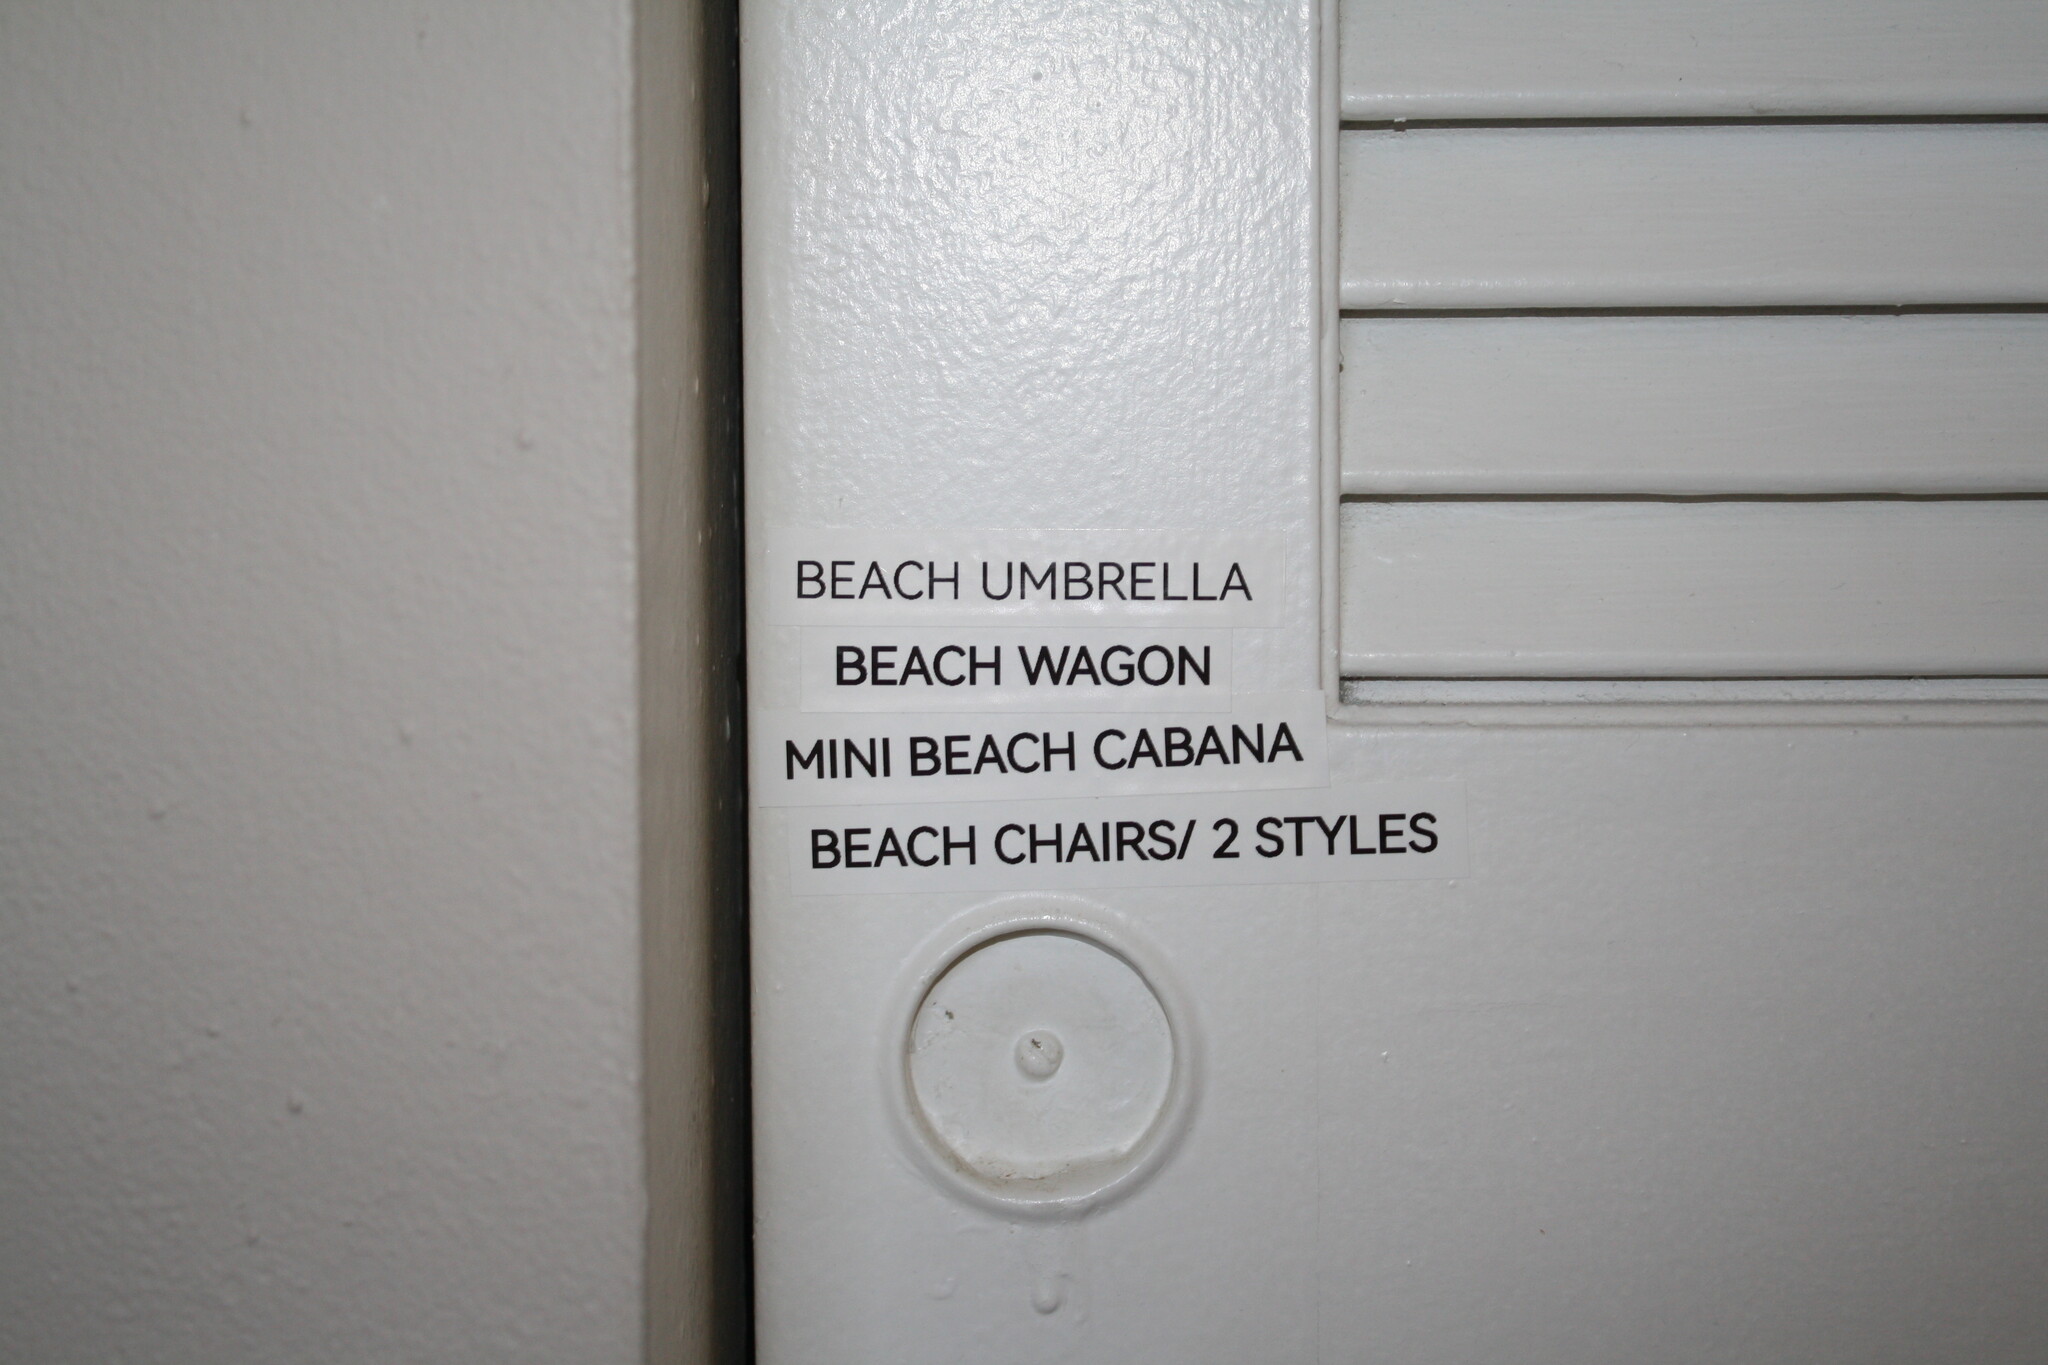 BEACH UMBRELLA
BEACH WAGON
MINI BEACH CABANA
BEACH CHAIRS/ 2 STYLES